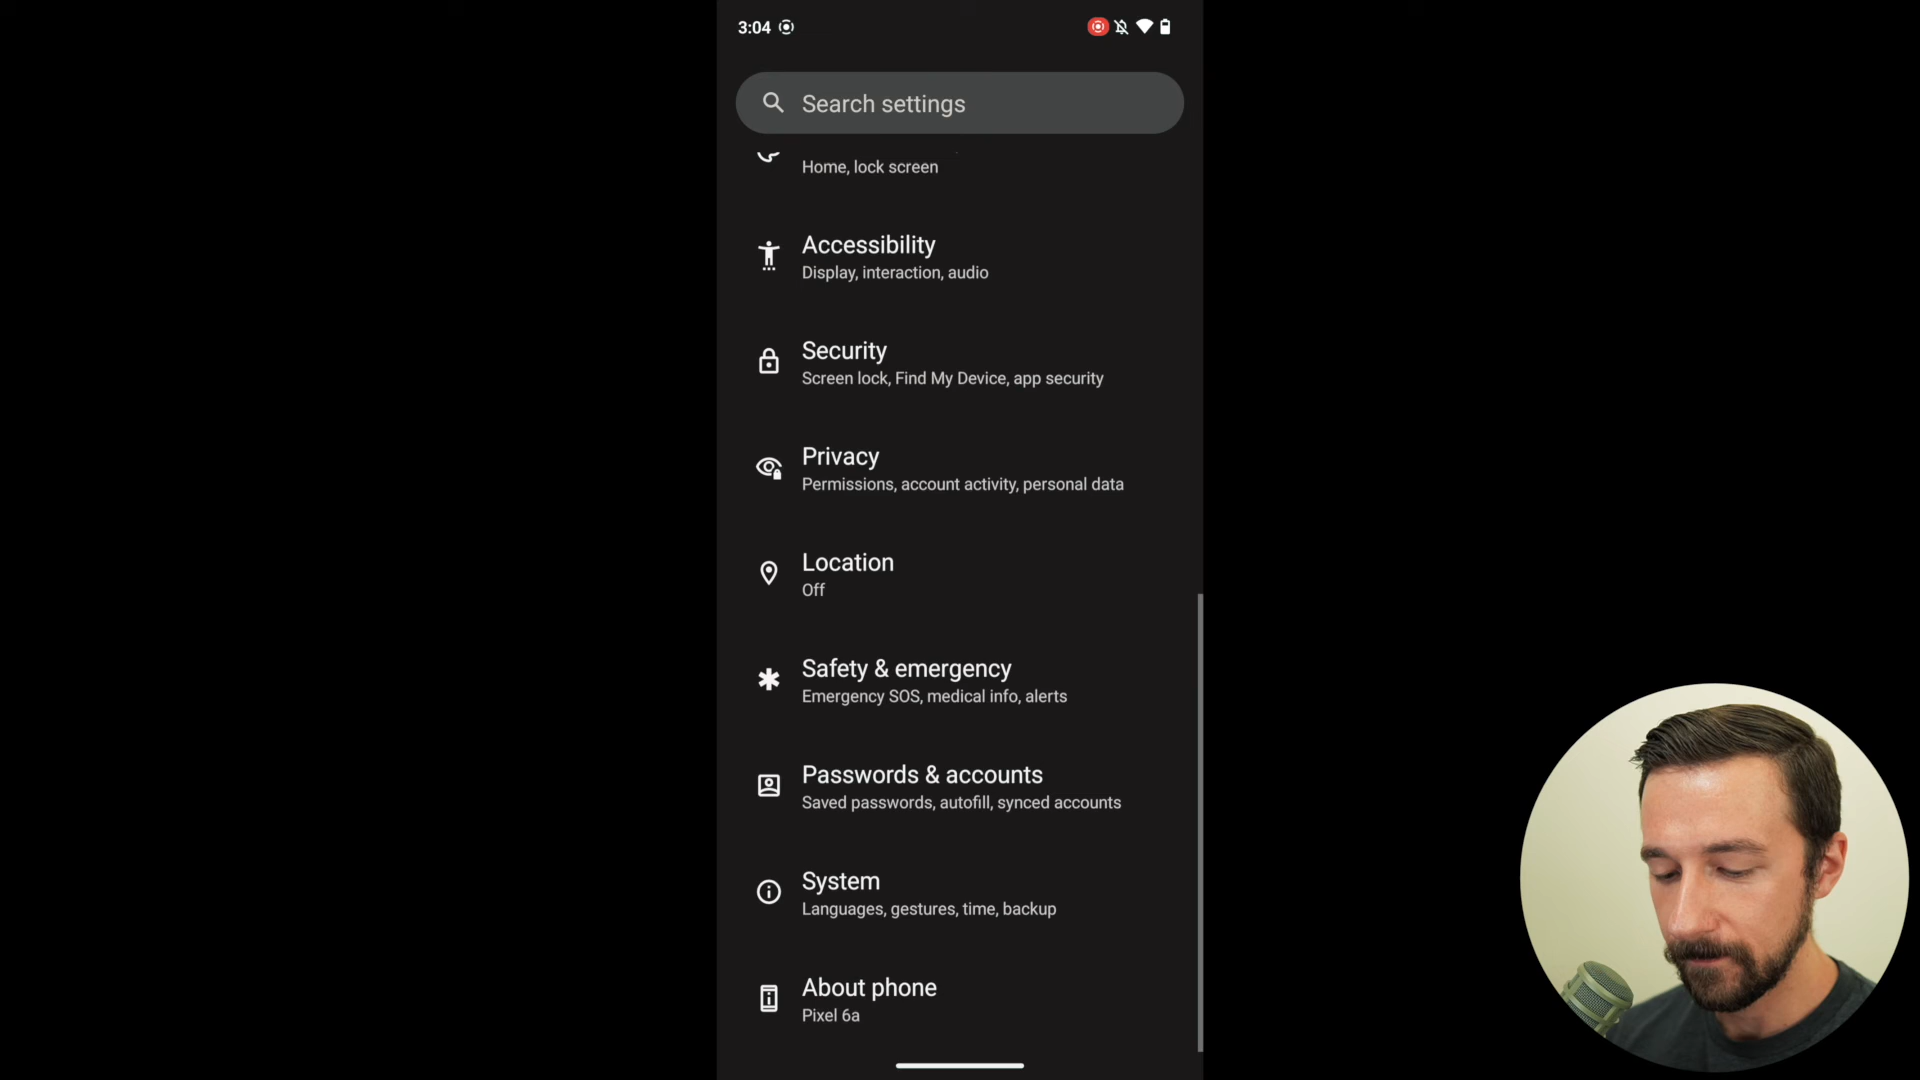 3:04
Search settings
Home, lock screen
Accessibility
Display, interaction, audio
Security
Screen lock, Find My Device, app security
Privacy
Permissions, account activity, personal data
Location
Off
Safety & emergency
Emergency SOS, medical info, alerts
Passwords & accounts
Saved passwords, autofill, synced accounts
System
Languages, gestures, time, backup
About phone
Pixel 6a